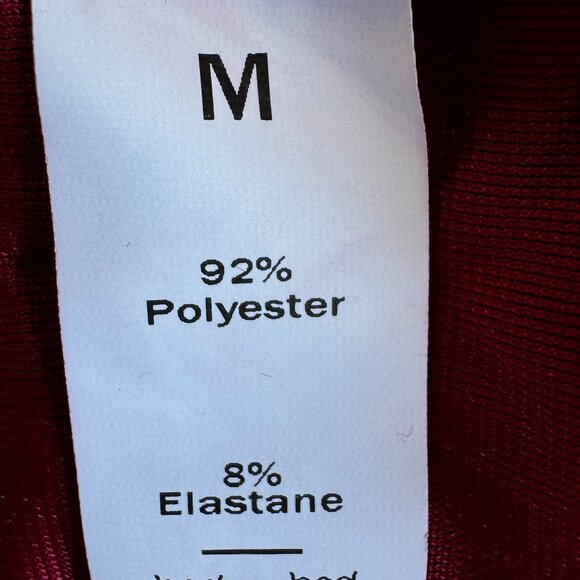 M
92%
Polyester
8%
Elastane